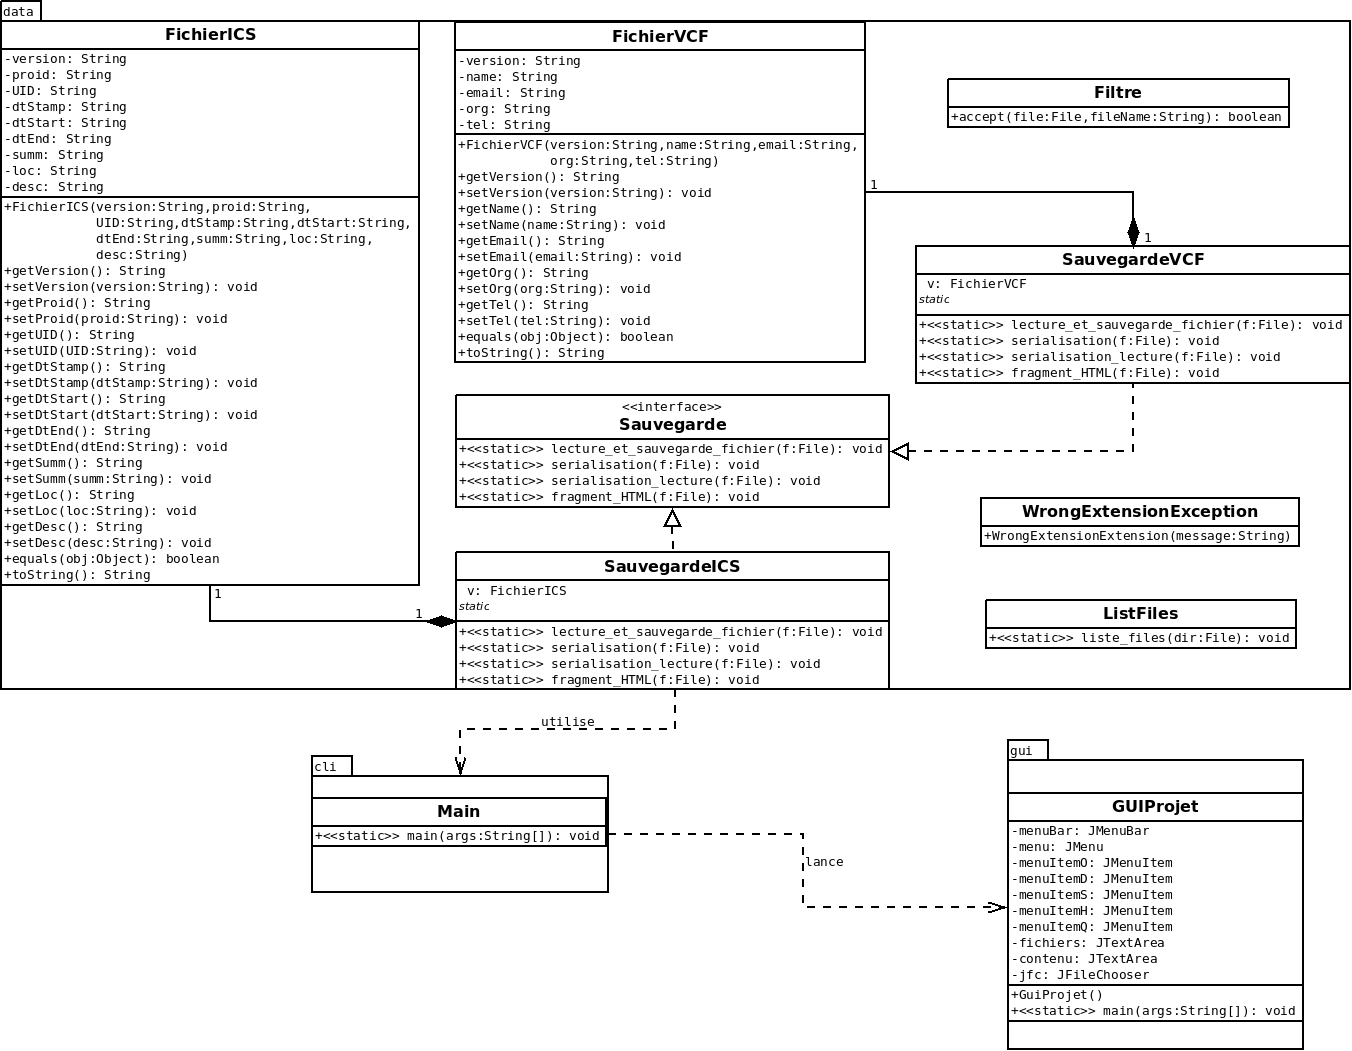 data
FichierICS
-version: String
-proid: String
-UID: String
-dtStamp: String
-dtStart: String
-dtEnd: String
-summ: String
-loc: String
-desc: String
+FichierICS(version:String,proid:String,
UID:String,dtStamp:String,dtStart:String,
dtEnd:String,summ:String,loc:String,
desc:String)
+getVersion(): String
+setVersion(version:String): void
+getProid(): String
+setProid(proid:String): void
+getUID(): String
+setUID(UID:String): void
+getDtStamp(): String
+setDtStamp(dtStamp:String): void
+getDtStart(): String
+setDtStart(dtStart:String): void
+getDtEnd(): String
+setDtEnd(dtEnd:String): void
+getSumm(): String
+setSumm(summ:String): void
+getLoc(): String
+setLoc(loc:String): void
+getDesc(): String
+setDesc(desc:String): void
+equals(obj:Object): boolean
+toString(): String
1
1
FichierVCF
-version: String
-name: String
-email: String
-org: String
-tel: String
+FichierVCF(version:String,name:String,email:String,
org:String,tel:String)
+getVersion(): String
+setVersion(version:String): void
+getName(): String
+setName(name:String): void
+getEmail(): String
+setEmail(email:String): void
+getOrg(): String
+setOrg(org:String): void
+getTel(): String
+setTel(tel:String): void
+equals(obj:Object): boolean
+toString(): String
1
1
Filtre
+accept(file:File,fileName:String): boolean
SauvegardeVCF
v: FichierVCF
static
+<<static>> lecture_et_sauvegarde_fichier(f:File): void
+<<static>> serialisation(f:File): void
+<<static>> serialisation_lecture(f:File): void
+<<static>> fragment_HTML(f:File): void
<<interface>>
Sauvegarde
+<<static>> lecture_et_sauvegarde_fichier(f:File): void
+<<static>> serialisation(f:File): void
+<<static>> serialisation_lecture(f:File): void
+<<static>> fragment_HTML(f:File): void
WrongExtensionException
+WrongExtensionExtension(message:String)
SauvegardeICS
v: FichierICS
static
+<<static>> lecture_et_sauvegarde_fichier(f:File): void
+<<static>> serialisation(f:File): void
+<<static>> serialisation_lecture(f:File): void
+<<static>> fragment_HTML(f:File): void
ListFiles
+<<static>> liste_files(dir:File): void
utilise
cli
Main
+<<static>> main(args:String[]): void
lance
gui
GUIProjet
-menuBar: JMenuBar
-menu: JMenu
-menuItemO: JMenuItem
-menuItemD: JMenuItem
-menuItemS: JMenuItem
-menuItemH: JMenuItem
-menuItemQ: JMenuItem
-fichiers: JTextArea
-contenu: JTextArea
-jfc: JFileChooser
+GuiProjet()
+<<static>> main(args:String[]): void